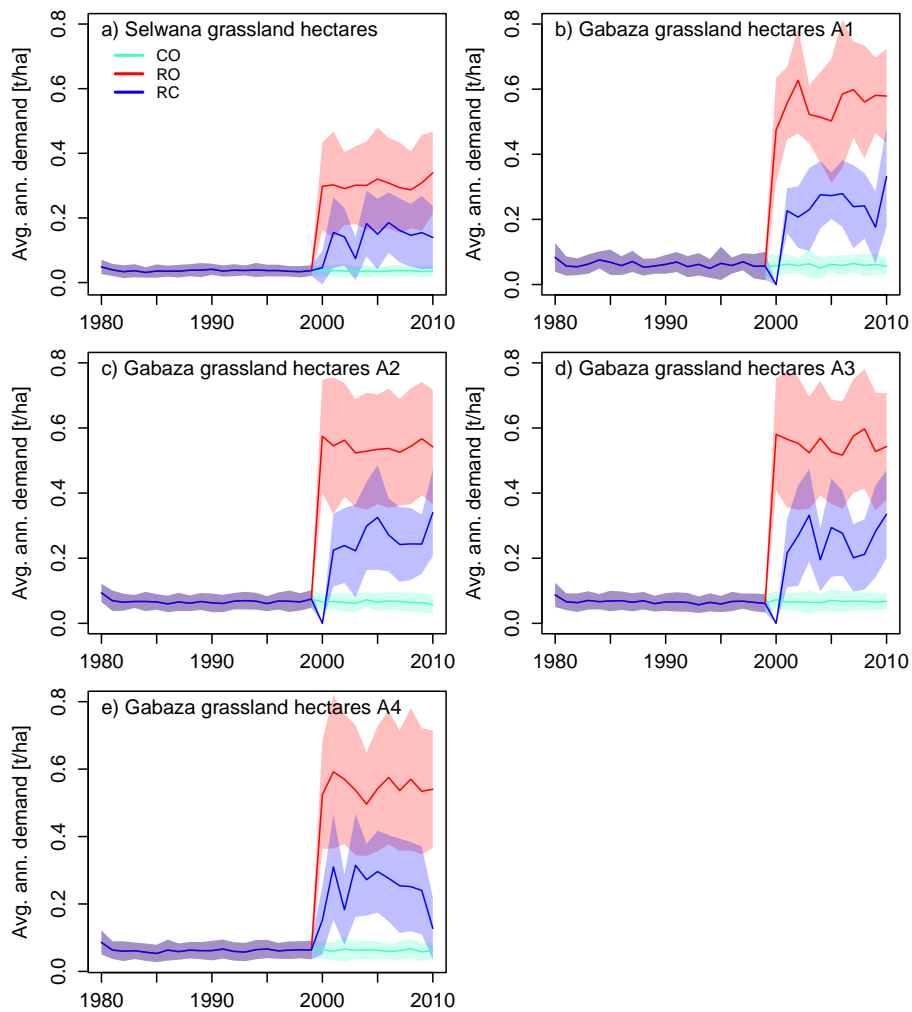 a) Selwana grassland hectares
CO
RO
RC
Avg. ann. demand [t/ha]
0.0 0.2 0.4 0.6 0.8
1980 1990 2000 2010
b) Gabaza grassland hectares A1
Avg. ann. demand [t/ha]
0.0 0.2 0.4 0.6 0.8
1980 1990 2000 2010
c) Gabaza grassland hectares A2
Avg. ann. demand [t/ha]
0.0 0.2 0.4 0.6 0.8
1980 1990 2000 2010
d) Gabaza grassland hectares A3
Avg. ann. demand [t/ha]
0.0 0.2 0.4 0.6 0.8
1980 1990 2000 2010
e) Gabaza grassland hectares A4
Avg. ann. demand [t/ha]
0.0 0.2 0.4 0.6 0.8
1980 1990 2000 2010